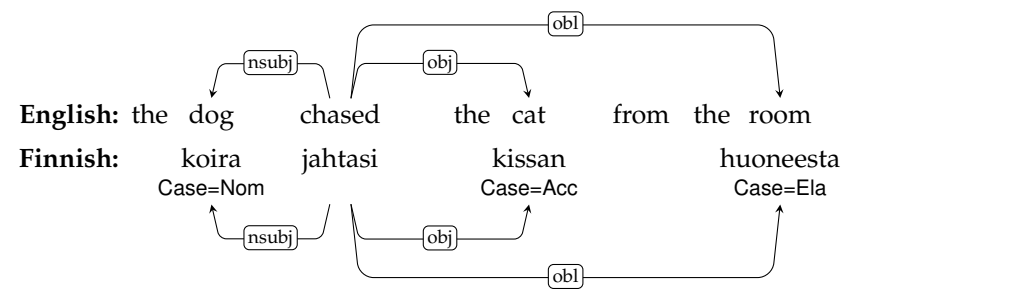 obl
nsubj obj
English: the dog chased the cat from the room
Finnish: koira jahtasi kissan huoneesta
Case=Nom Case=Acc Case=Ela
nsubj obj
obl